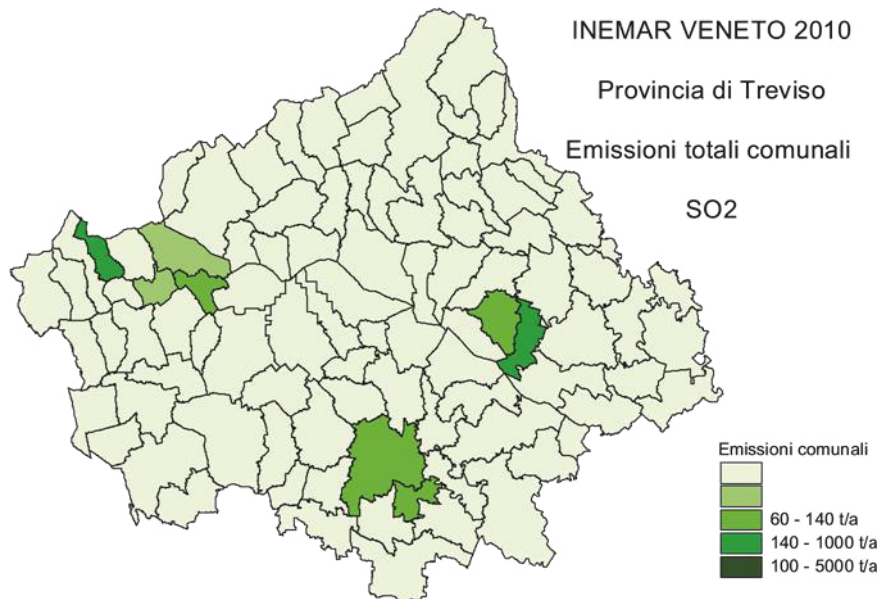 INEMAR VENETO 2010
Provincia di Treviso
Emissioni totali comunali
SO2
Emissioni comunali
60 - 140 t/a
140 - 1000 t/a
100 - 5000 t/a